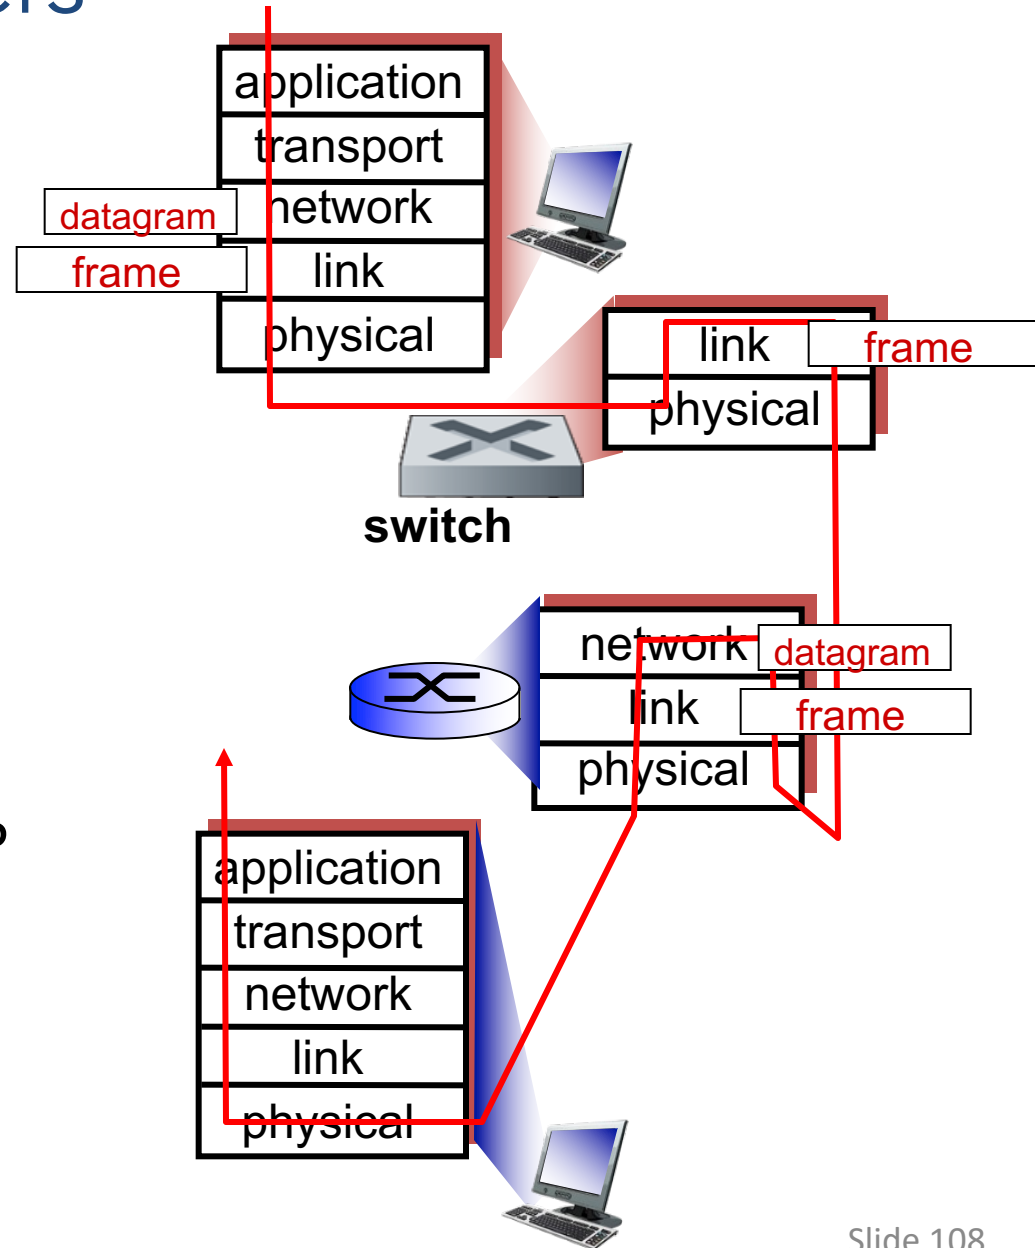 ers
application
transport
datagram
network
frame
link
physical
link
frame
physical
switch
network
datagram
link
frame
physical
application
transport
network
link
physical
Slide 108